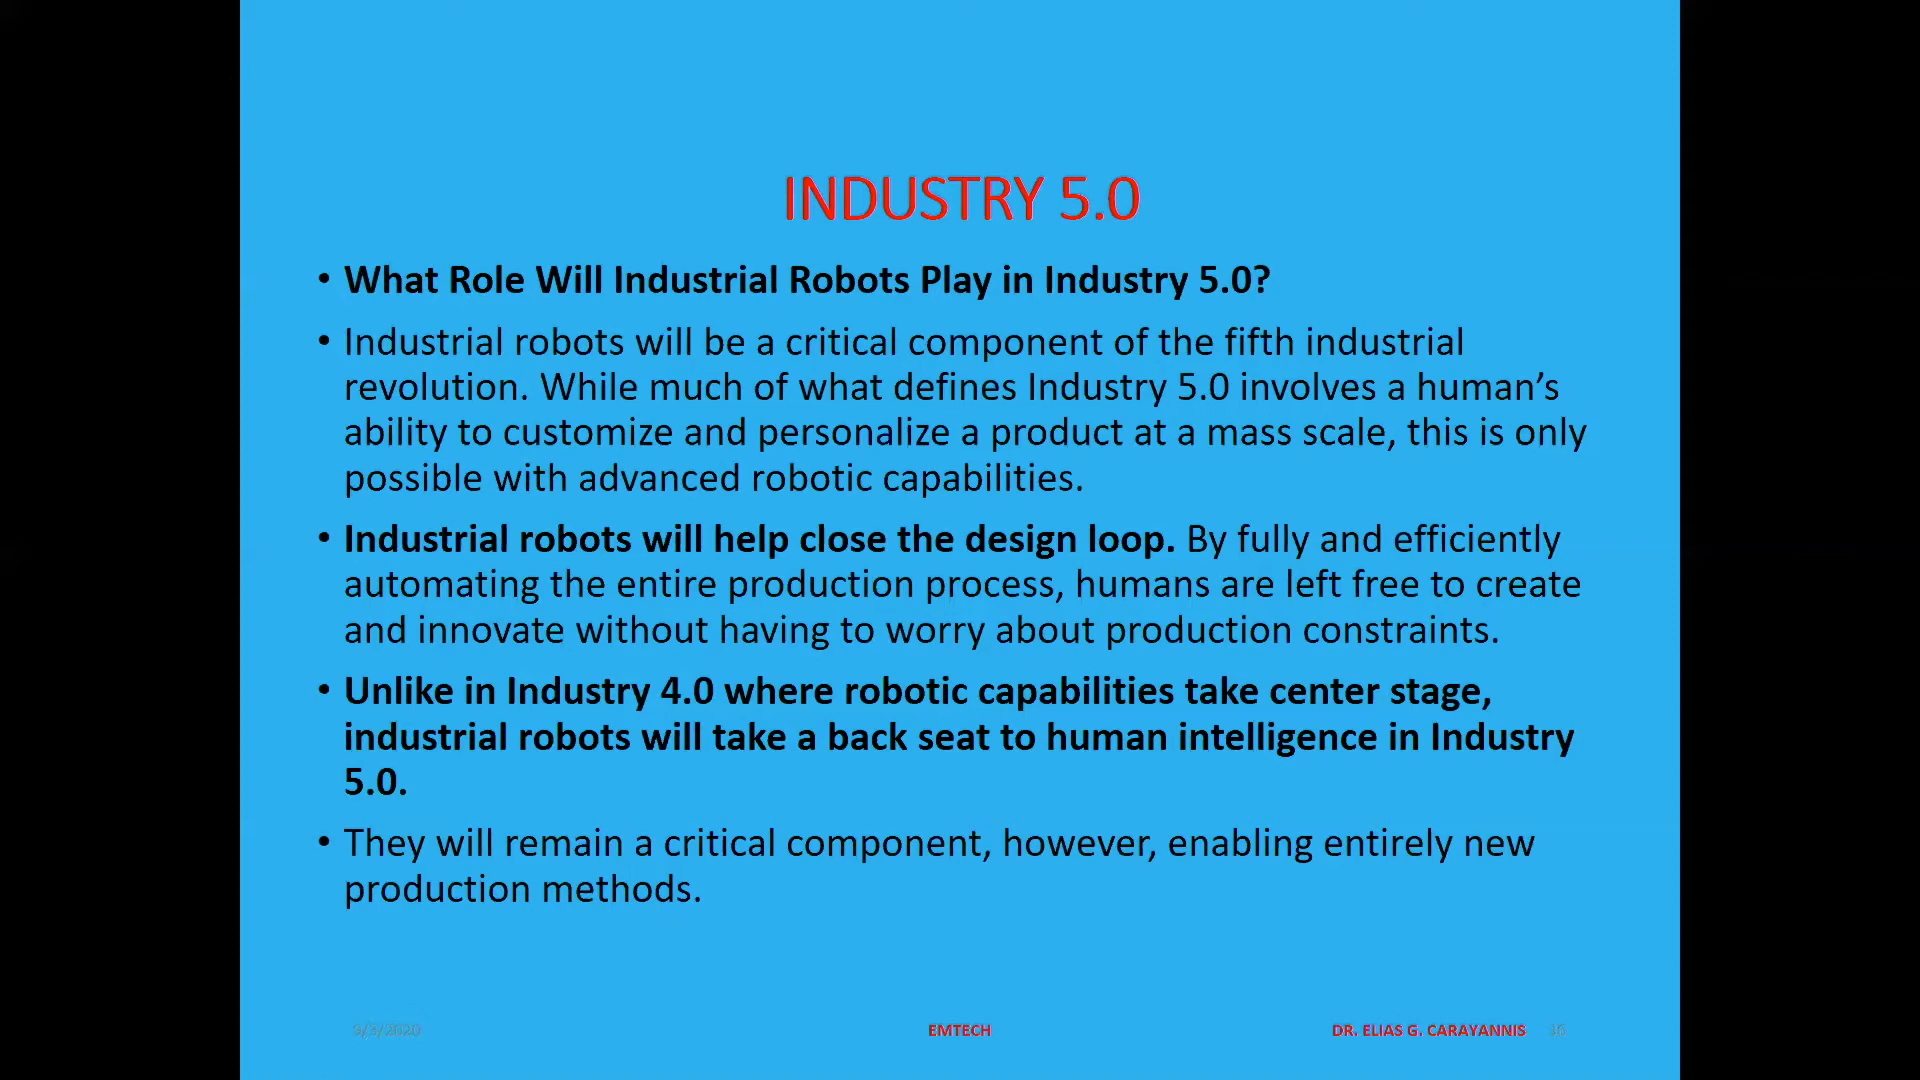 INDUSTRY 5.0
• What Role Will Industrial Robots Play in Industry 5.0?
• Industrial robots will be a critical component of the fifth industrial
revolution. While much of what defines Industry 5.0 involves a human’s
ability to customize and personalize a product at a mass scale, this is only
possible with advanced robotic capabilities.
• Industrial robots will help close the design loop. By fully and efficiently
automating the entire production process, humans are left free to create
and innovate without having to worry about production constraints.
• Unlike in Industry 4.0 where robotic capabilities take center stage,
industrial robots will take a back seat to human intelligence in Industry
5.0.
• They will remain a critical component, however, enabling entirely new
production methods.
EMTECH
DR. ELIAS G. CARAYANNIS